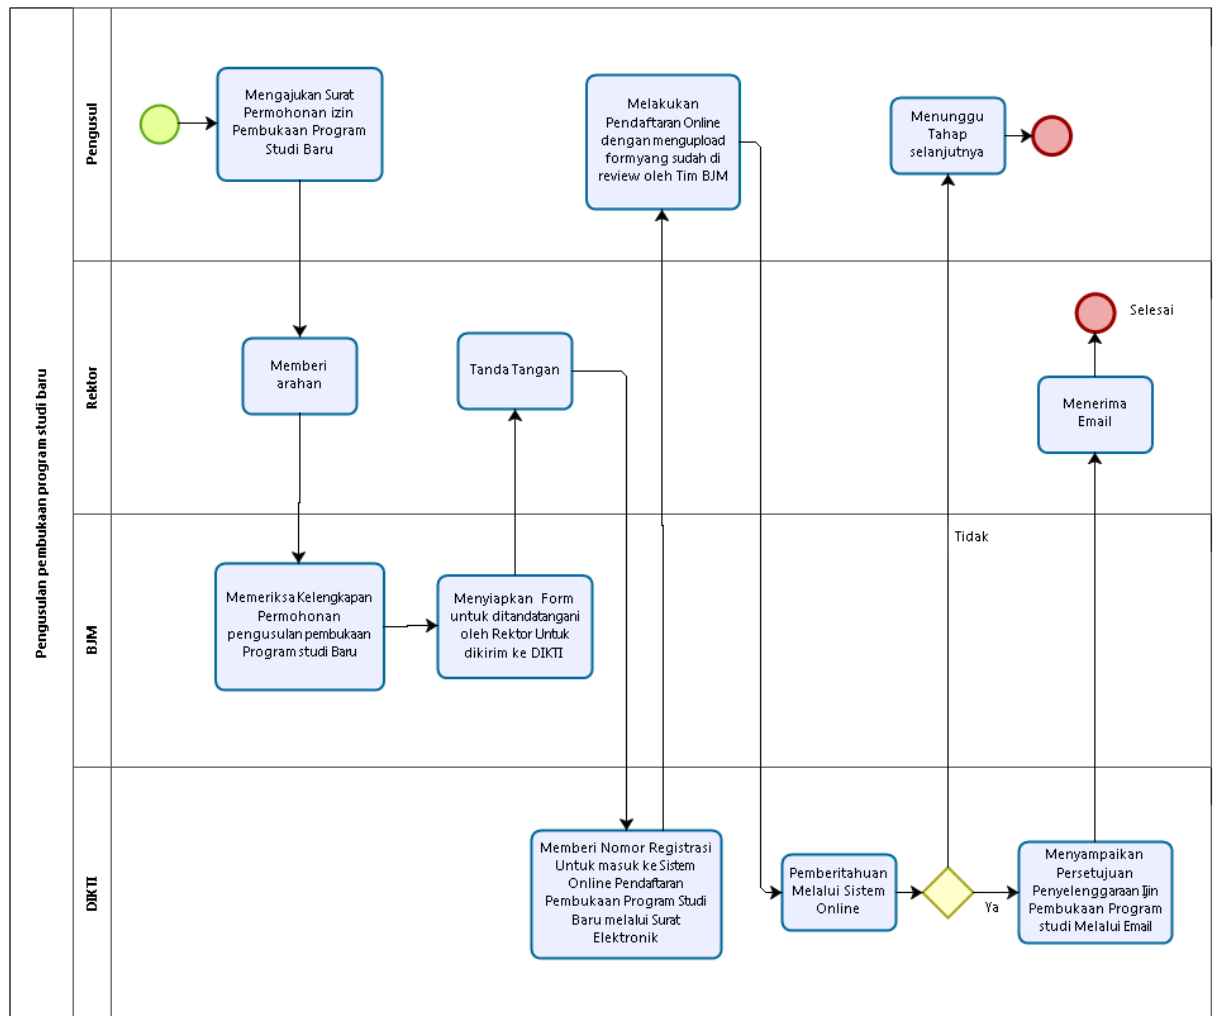 Pengusulan pembukaan program studi baru
Pengusul
Mengajukan Surat
Permohonan izin
Pembukaan Program
Studi Baru
Melakukan
Pendaftaran Online
dengan mengupload
form yang sudah di
review oleh Tim BJM
Menunggu
Tahap
selanjutnya
Rektor
Memberi
arahan
Tanda Tangan
Selesai
Menerima
Email
BJM
Memeriksa Kelengkapan
Permohonan
pengusulan pembukaan
Program studi Baru
Menyiapkan Form
untuk ditandatangani
oleh Rektor Untuk
dikirim ke DIKTI
Tidak
DIKTI
Memberi Nomor Registrasi
Untuk masuk ke Sistem
Online Pendaftaran
Pembukaan Program Studi
Baru melalui Surat
Elektronik
Pemberitahuan
Melalui Sistem
Online
Ya
Menyampaikan
Persetujuan
Penyelenggaraan Ijin
Pembukaan Program
studi Melalui Email